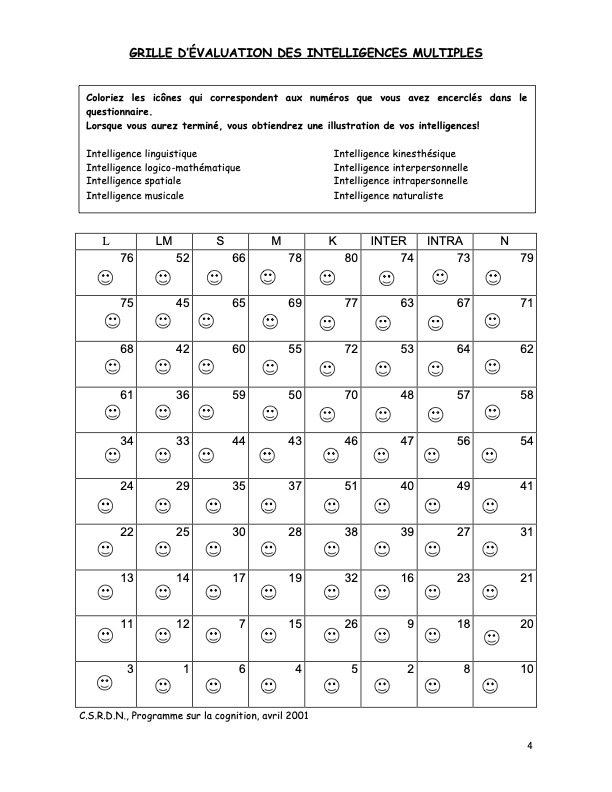 GRILLE D'ÉVALUATION DES INTELLIGENCES MULTIPLES
Coloriez les icônes qui correspondent aux numéros que vous avez encerclés dans le
questionnaire.
Lorsque vous aurez terminé, vous obtiendrez une illustration de vos intelligences!
Intelligence linguistique Intelligence kinesthésique
Intelligence logico-mathématique Intelligence interpersonnelle
Intelligence spatiale Intelligence intrapersonnelle
Intelligence musicale Intelligence naturaliste
L LM S M K INTER INTRA N
76 52 66 78 80 74 73 79
75 45 65 69 77 63 67 71
68 42 60 55 72 53 64 62
61 36 59 50 70 48 57 58
34 33 44 43 46 47 56 54
24 29 35 37 51 40 49 41
22 25 30 28 38 39 27 31
13 14 17 19 32 16 23 21
11 12 7 15 26 9 18 20
3 1 6 4 5 2 8 10
C.S.R.D.N., Programme sur la cognition, avril 2001
4